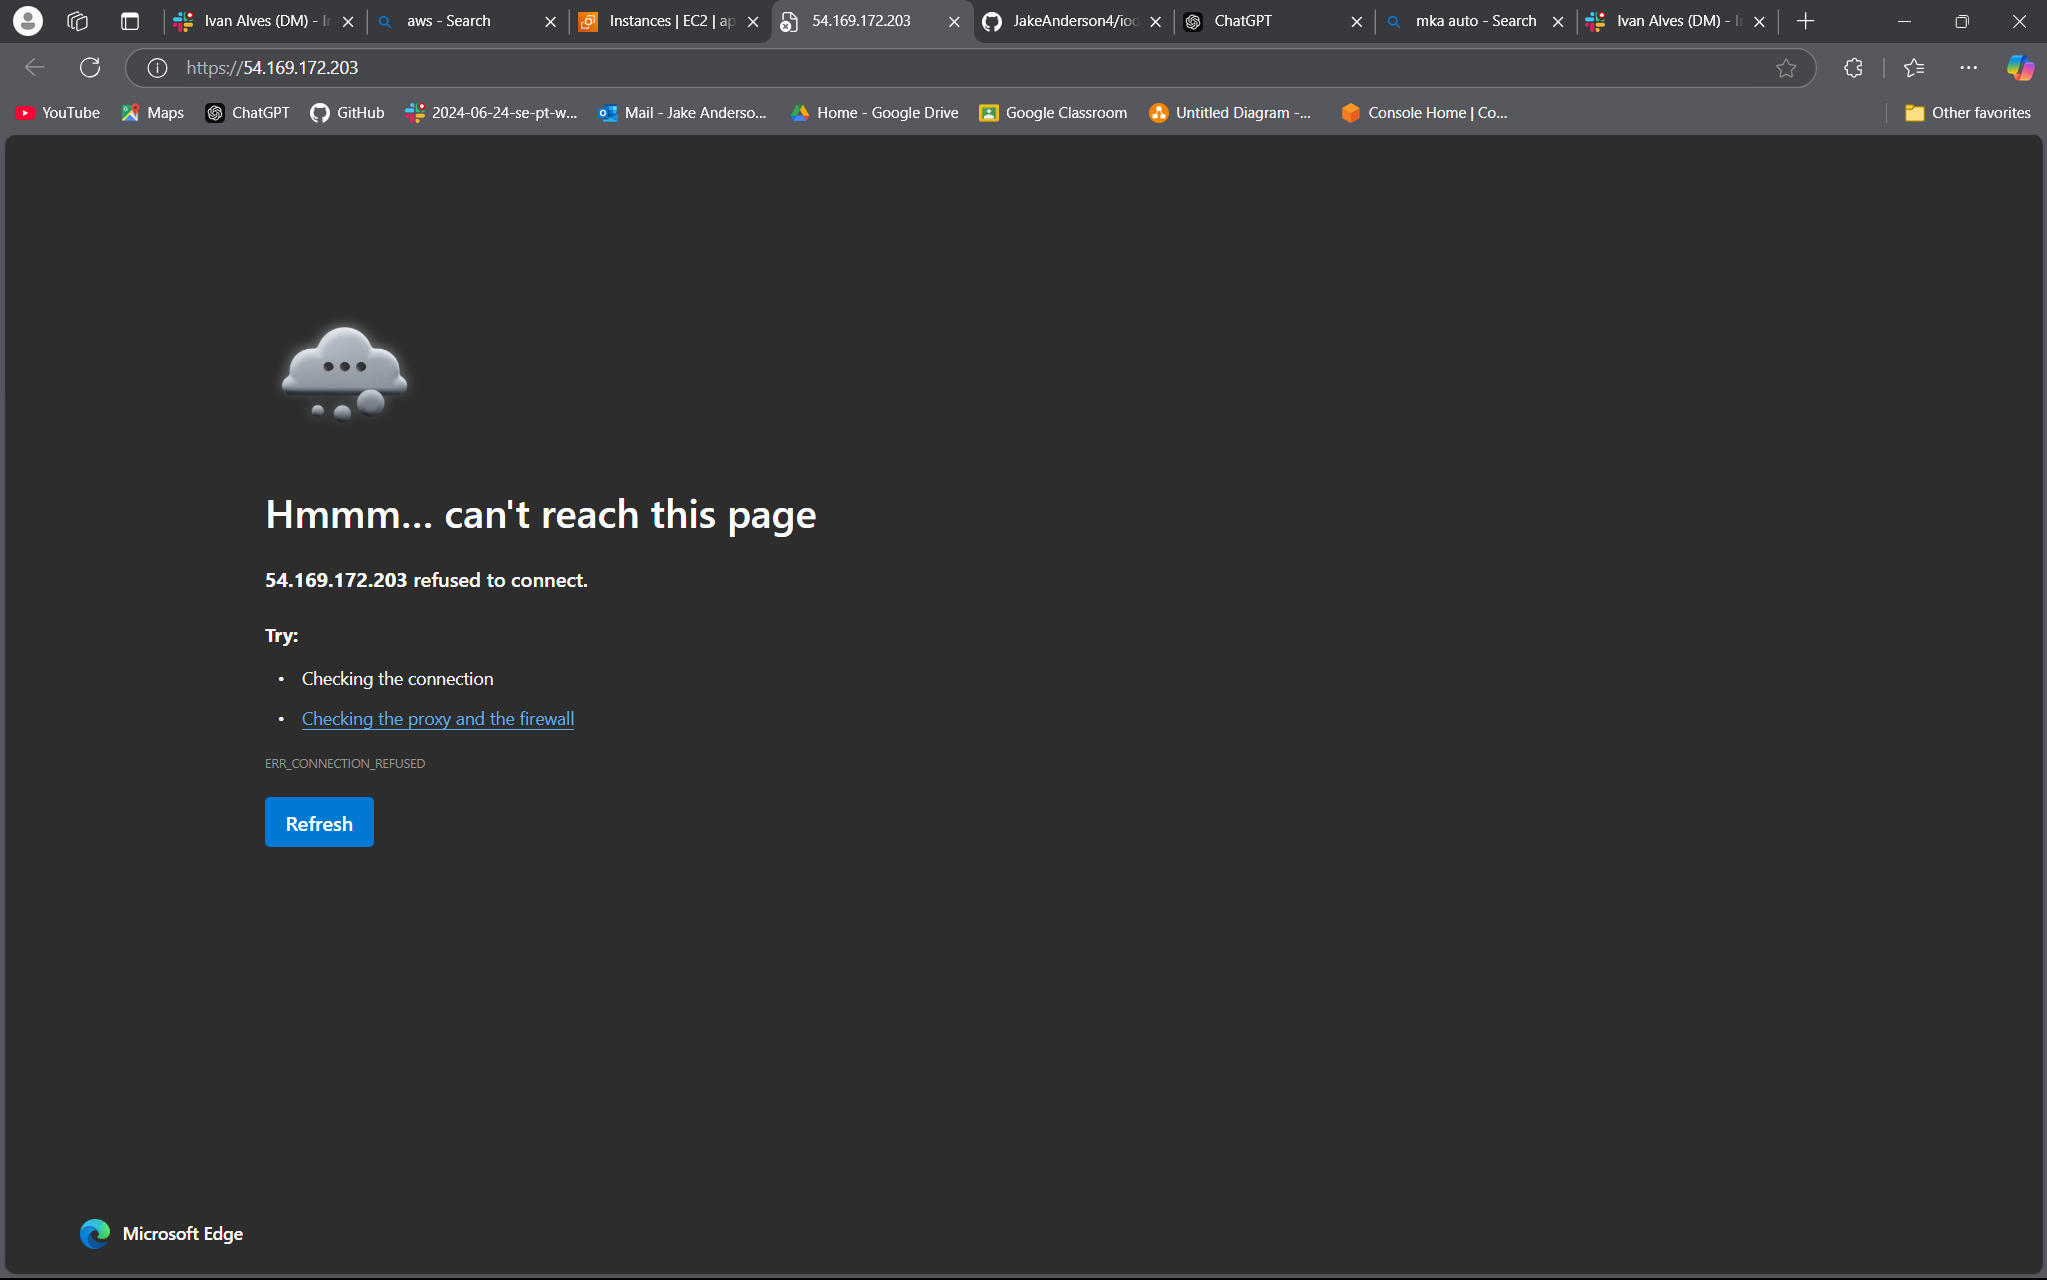 Ivan Alves (DM) - Ir
aws - Search
Instances | EC2 | ap
54.169.172.203
JakeAnderson4/iod
ChatGPT
mka auto - Search
Ivan Alves (DM) - Ir
https://54.169.172.203
YouTube
Maps
ChatGPT
GitHub
2024-06-24-se-pt-w...
Mail - Jake Anderso...
Home - Google Drive
Google Classroom
Untitled Diagram -...
Console Home | Co...
Other favorites
Hmmm... can't reach this page
54.169.172.203 refused to connect.
Try:
• Checking the connection
• Checking the proxy and the firewall
ERR_CONNECTION_REFUSED
Refresh
Microsoft Edge